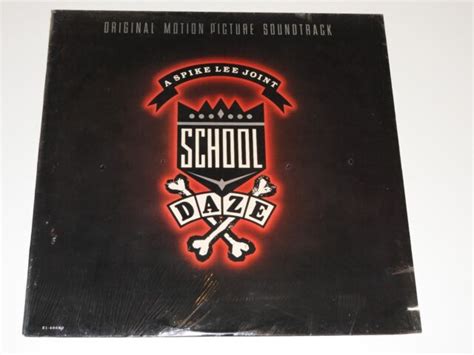 ORIGINAL MOTION PICTURE SOUNDTRACK
A SPIKE LEE JOINT
SCHOOL
DAZE